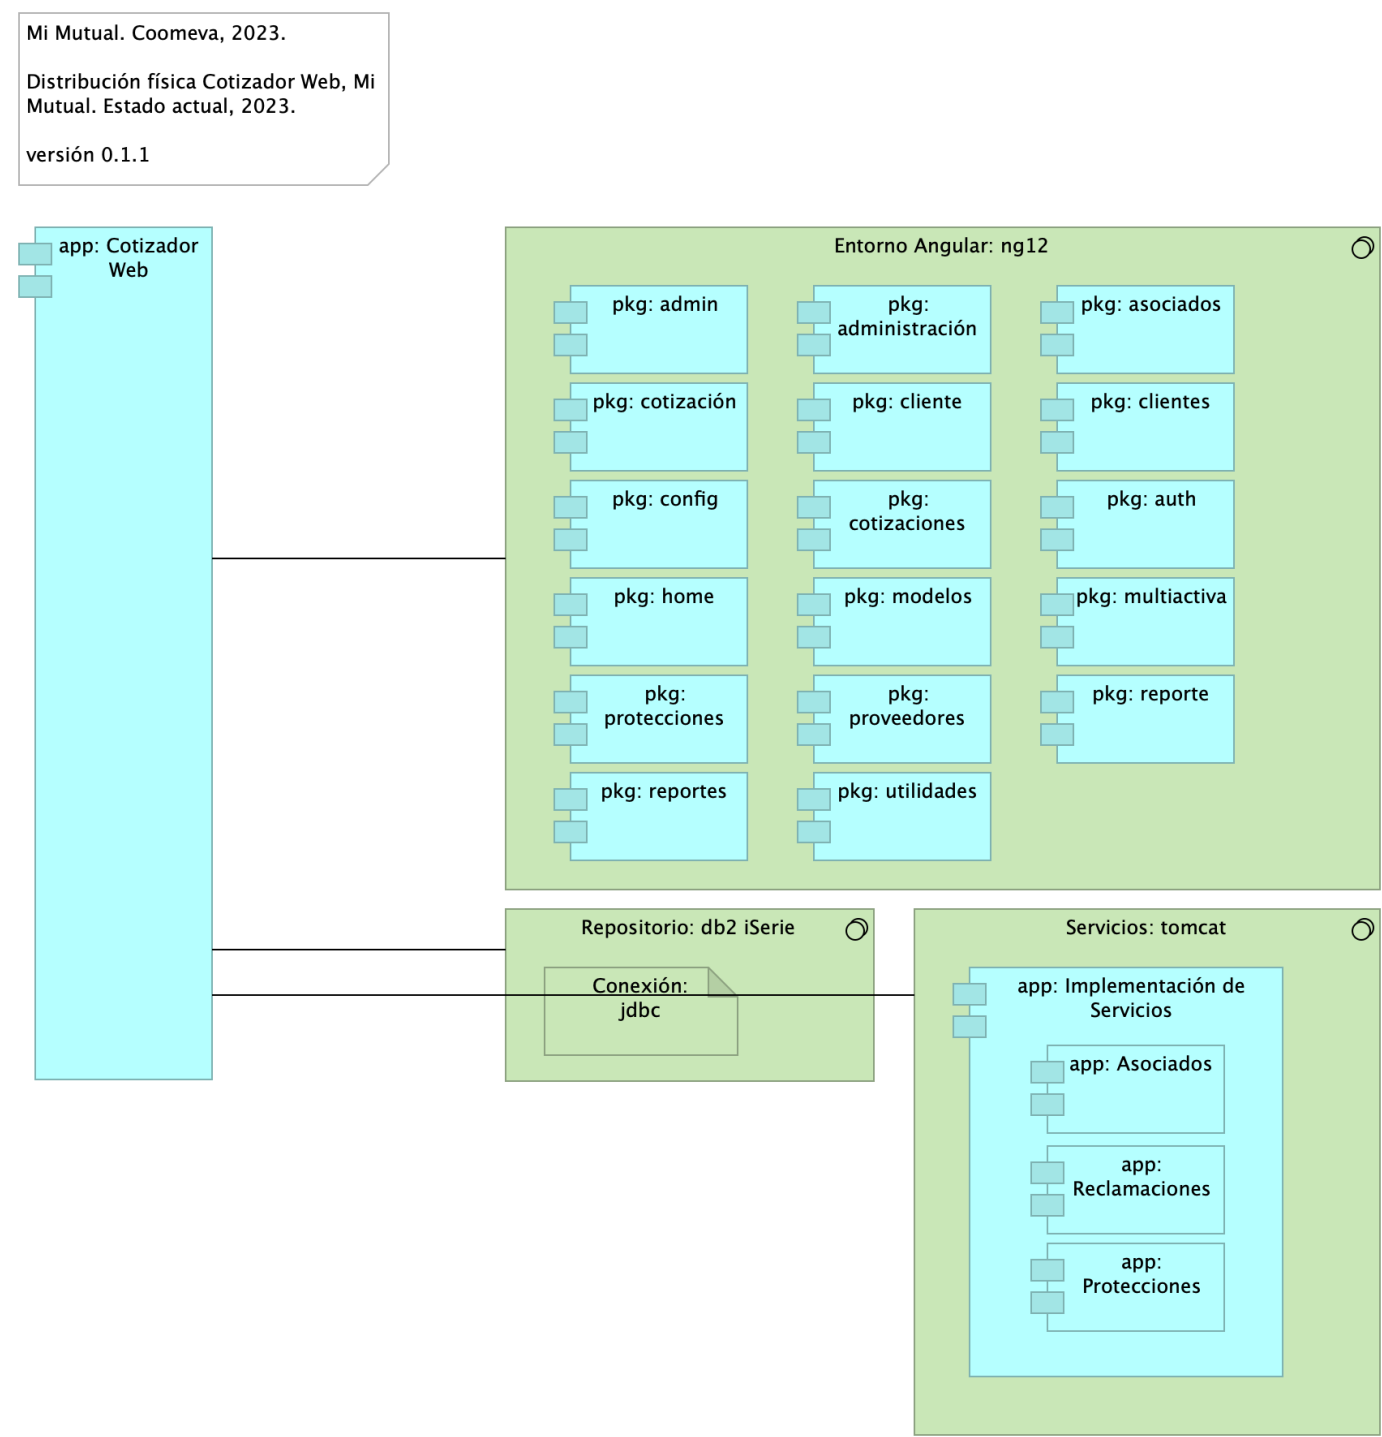 Mi Mutual. Coomeva, 2023.
Distribución física Cotizador Web, Mi
Mutual. Estado actual, 2023.
versión 0.1.1
app: Cotizador
Web
Entorno Angular: ng12
pkg: admin
pkg:
administración
pkg: asociados
pkg: cotización
pkg: cliente
pkg: clientes
pkg: config
pkg:
cotizaciones
pkg: auth
pkg: home
pkg: modelos
pkg: multiactiva
pkg:
protecciones
pkg:
proveedores
pkg: reporte
pkg: reportes
pkg: utilidades
Repositorio: db2 iSerie
Conexión:
jdbc
Servicios: tomcat
app: Implementación de
Servicios
app: Asociados
app:
Reclamaciones
app:
Protecciones